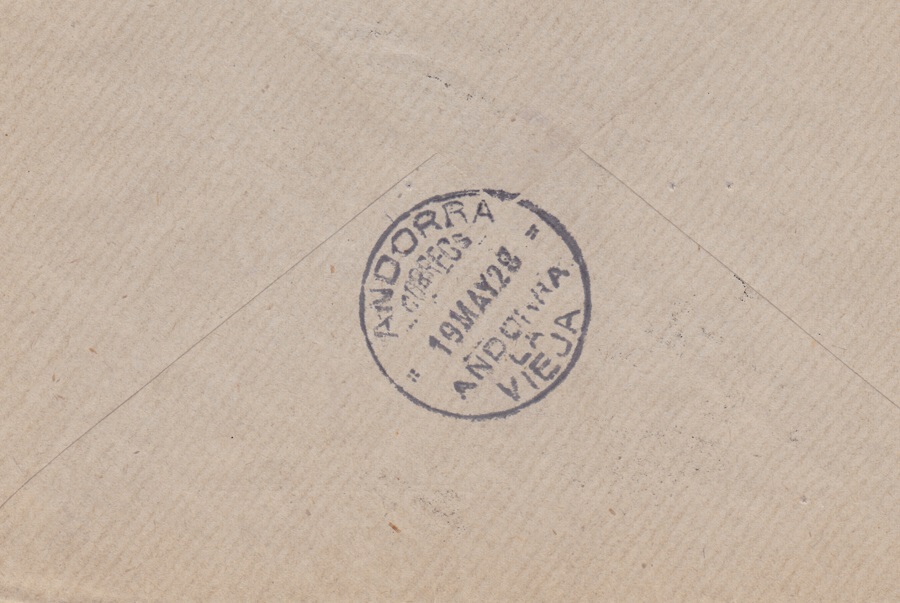 ANDORRA
CORREOS
19 MAY 28
ANDORRA
LA
VIEJA